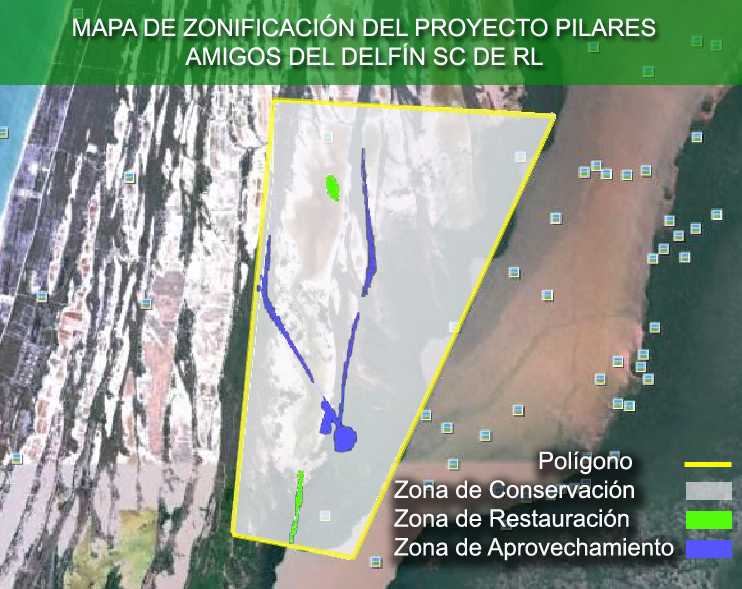 MAPA DE ZONIFICACIÓN DEL PROYECTO PILARES
AMIGOS DEL DELFÍN SC DE RL
Polígono
Zona de Conservación
Zona de Restauración
Zona de Aprovechamiento